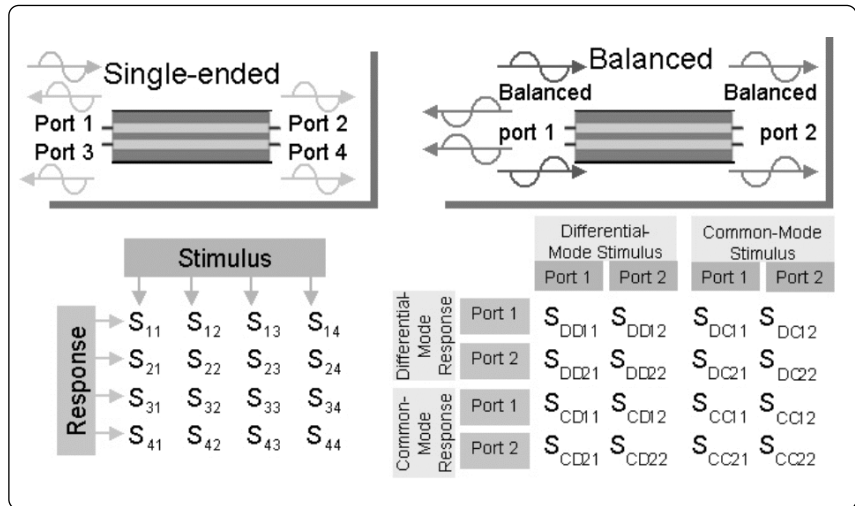 Single-ended
Port 1 Port 2
Port 3 Port 4
Balanced
Balanced Balanced
port 1 port 2
Stimulus
Response
S11 S12 S13 S14
S21 S22 S23 S24
S31 S32 S33 S34
S41 S42 S43 S44
Differential-
Mode Stimulus
Common-Mode
Stimulus
Port 1 Port 2 Port 1 Port 2
Differential-
Mode
Response
Port 1 SDD11 SDD12 SDC11 SDC12
Port 2 SDD21 SDD22 SDC21 SDC22
Common-
Mode
Response
Port 1 SCD11 SCD12 SCC11 SCC12
Port 2 SCD21 SCD22 SCC21 SCC22